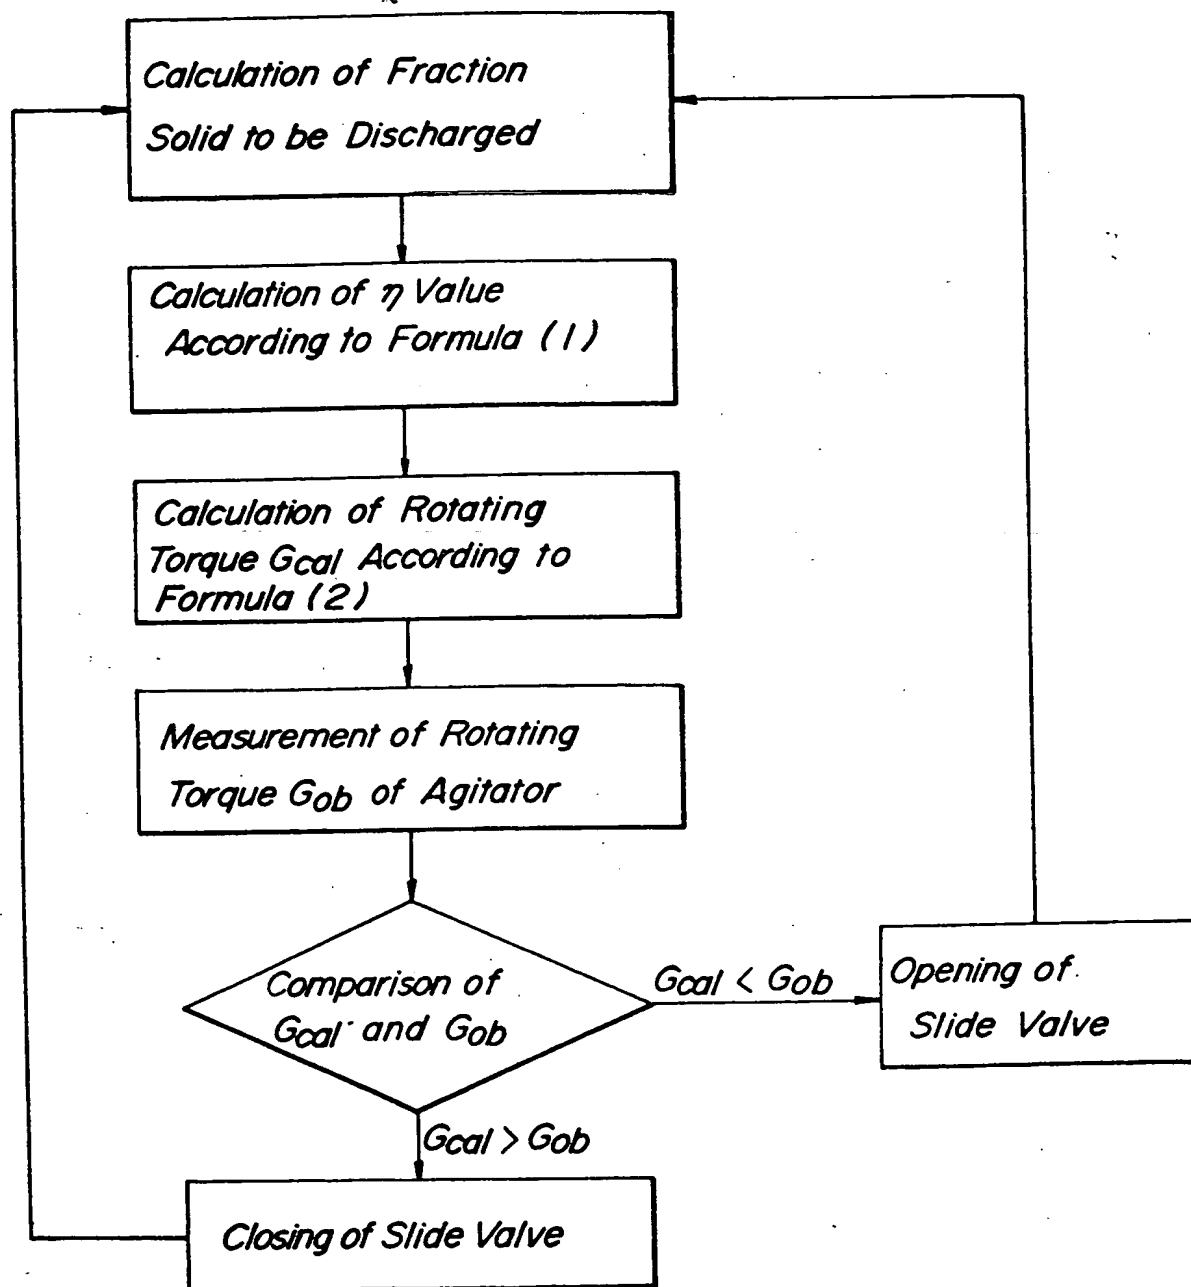 Calculation of Fraction
Solid to be Discharged
Calculation of η Value
According to Formula (1)
Calculation of Rotating
Torque Gcal According to
Formula (2)
Measurement of Rotating
Torque Gob of Agitator
Comparison of
Gcal and Gob
Gcal < Gob
Opening of
Slide Valve
Gcal > Gob
Closing of Slide Valve